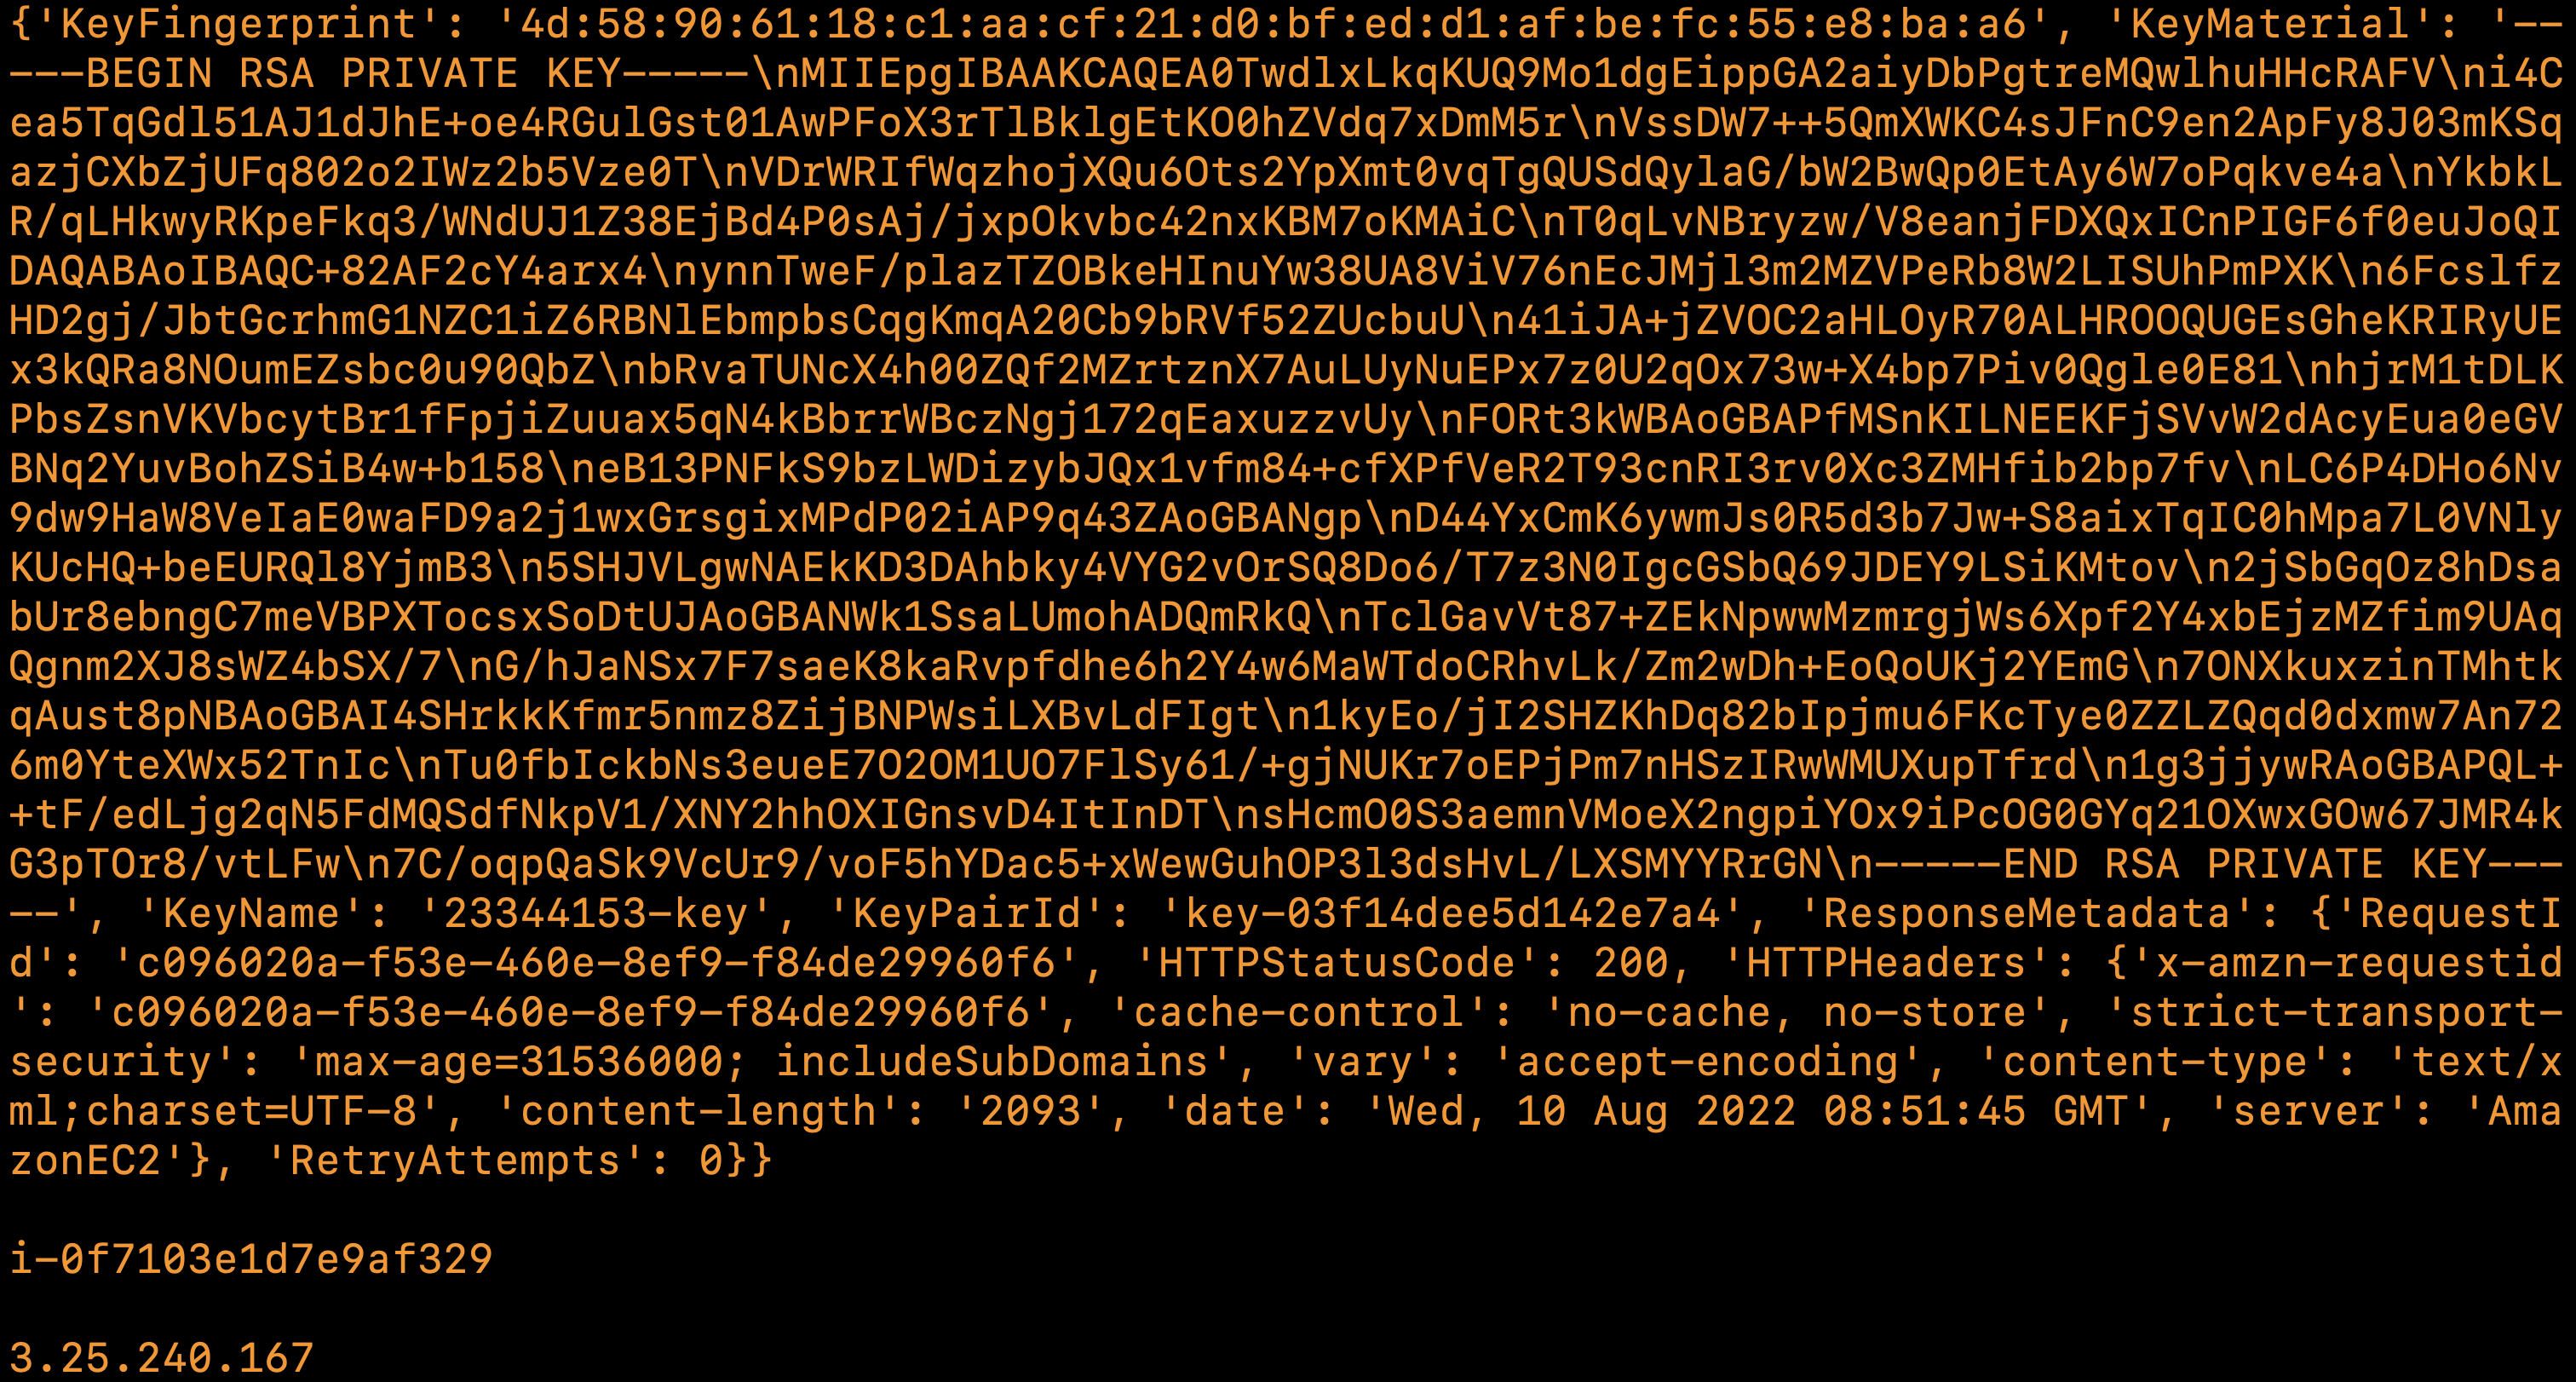 {'KeyFingerprint': '4d:58:90:61:18:c1:aa:cf:21:d0:bf:ed:d1:af:be:fc:55:e8:ba:a6', 'KeyMaterial': '--
---BEGIN RSA PRIVATE KEY-----\nMIIEpgIBAAKCAQEA0TwdlxLkqKUQ9Mo1dgEippGA2aiyDbPgtreMQwlhuHHcRAFV\ni4C
ea5TqGdl51AJ1dJhE+oe4RGulGst01AwPFoX3rTlBklgEtKO0hZVdq7xDmM5r\nVssDW7++5QmXWKC4sJFnC9en2ApFy8J03mKSq
azjCXbZjUFq802o2IWz2b5Vze0T\nVDrWRIfWqzhojXQu6Ots2YpXmt0vqTgQUSdQylaG/bW2BwQp0EtAy6W7oPqkve4a\nYkbkL
R/qLHkwyRKpeFkq3/WNdUJ1Z38EjBd4P0sAj/jxpOkvbc42nxKBM7oKMAiC\nT0qLvNBryzw/V8eanjFDXQxICnPIGF6f0euJoQI
DAQABAoIBAQC+82AF2cY4arx4\nynnTweF/plazTZOBkeHInuYw38UA8ViV76nEcJMjl3m2MZVPeRb8W2LISUhPmPXK\n6Fcslfz
HD2gj/JbtGcrhmG1NZC1iZ6RBNlEbmpbsCqgKmqA20Cb9bRVf52ZUcbuU\n41iJA+jZVOC2aHLOyR70ALHROOQUGEsGheKRIRyUE
x3kQRa8NOumEZsbc0u90QbZ\nbRvaTUNcX4h00ZQf2MZrtznX7AuLUyNuEPx7z0U2qOx73w+X4bp7Piv0Qgle0E81\nhjrM1tDLK
PbsZsnVKVbcytBr1fFpjiZuuax5qN4kBbrrWBczNgj172qEaxuzzvUy\nFORt3kWBAoGBAPfMSnKILNEEKFjSVvW2dAcyEua0eGV
BNq2YuvBohZSiB4w+b158\neB13PNFkS9bzLWDizybJQx1vfm84+cfXPfVeR2T93cnRI3rv0Xc3ZMHfib2bp7fv\nLC6P4DHo6Nv
9dw9HaW8VeIaE0waFD9a2j1wxGrsgixMPdP02iAP9q43ZAoGBANgp\nD44YxCmK6ywmJs0R5d3b7Jw+S8aixTqIC0hMpa7L0VNly
KUcHQ+beEURQl8YjmB3\n5SHJVLgwNAEkKD3DAhbky4VYG2vOrSQ8Do6/T7z3N0IgcGSbQ69JDEY9LSiKMtov\n2jSbGqOz8hDsa
bUr8ebngC7meVBPXTocsxSoDtUJAoGBANWk1SsaLUmohADQmRkQ\nTclGavVt87+ZEkNpwwMzmrgjWs6Xpf2Y4xbEjzMZfim9UAq
Qgnm2XJ8sWZ4bSX/7\nG/hJaNSx7F7saeK8kaRvpfdhe6h2Y4w6MaWTdoCRhvLk/Zm2wDh+EoQoUKj2YEmG\n7ONXkuxzinTMhtk
qAust8pNBAoGBAI4SHrkkKfmr5nmz8ZijBNPWsiLXBvLdFIgt\n1kyEo/jI2SHZKhDq82bIpjmu6FKcTye0ZZLZQqd0dxmw7An72
6m0YteXWx52TnIc\nTu0fbIckbNs3eueE7O2OM1UO7FlSy61/+gjNUKr7oEPjPm7nHSzIRwWMUXupTfrd\n1g3jjywRAoGBAPQL+
+tF/edLjg2qN5FdMQSdfNkpV1/XNY2hhOXIGnsvD4ItInDT\nsHcmO0S3aemnVMoeX2ngpiYOx9iPcOG0GYq21OXwxGOw67JMR4k
G3pTOr8/vtLFw\n7C/oqpQaSk9VcUr9/voF5hYDac5+xWewGuhOP3l3dsHvL/LXSMYYRrGN\n-----END RSA PRIVATE KEY---
--', 'KeyName': '23344153-key', 'KeyPairId': 'key-03f14dee5d142e7a4', 'ResponseMetadata': {'RequestI
d': 'c096020a-f53e-460e-8ef9-f84de29960f6', 'HTTPStatusCode': 200, 'HTTPHeaders': {'x-amzn-requestid
': 'c096020a-f53e-460e-8ef9-f84de29960f6', 'cache-control': 'no-cache, no-store', 'strict-transport-
security': 'max-age=31536000; includeSubDomains', 'vary': 'accept-encoding', 'content-type': 'text/x
ml;charset=UTF-8', 'content-length': '2093', 'date': 'Wed, 10 Aug 2022 08:51:45 GMT', 'server': 'Ama
zonEC2'}, 'RetryAttempts': 0}}
i-0f7103e1d7e9af329
3.25.240.167